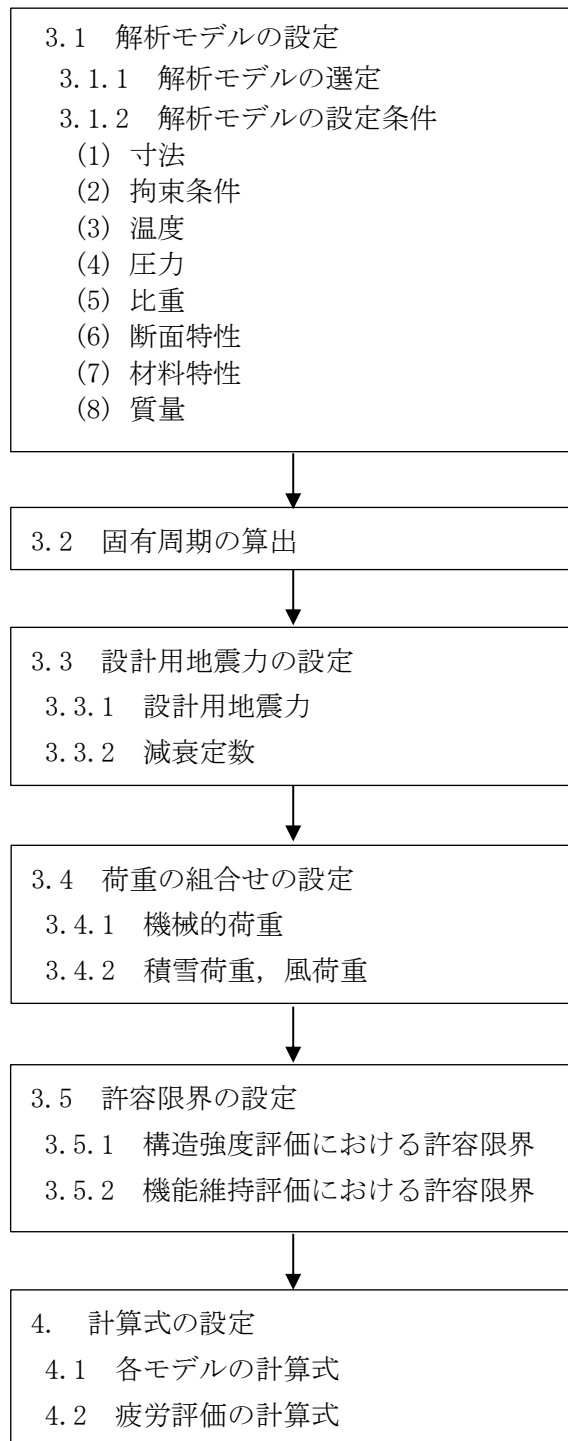 3.1　解析モデルの設定
3.1.1　解析モデルの選定
3.1.2　解析モデルの設定条件
(1) 寸法
(2) 拘束条件
(3) 温度
(4) 圧力
(5) 比重
(6) 断面特性
(7) 材料特性
(8) 質量
3.2　固有周期の算出
3.3　設計用地震力の設定
3.3.1　設計用地震力
3.3.2　減衰定数
3.4　荷重の組合せの設定
3.4.1　機械的荷重
3.4.2　積雪荷重，風荷重
3.5　許容限界の設定
3.5.1　構造強度評価における許容限界
3.5.2　機能維持評価における許容限界
4.　計算式の設定
4.1　各モデルの計算式
4.2　疲労評価の計算式